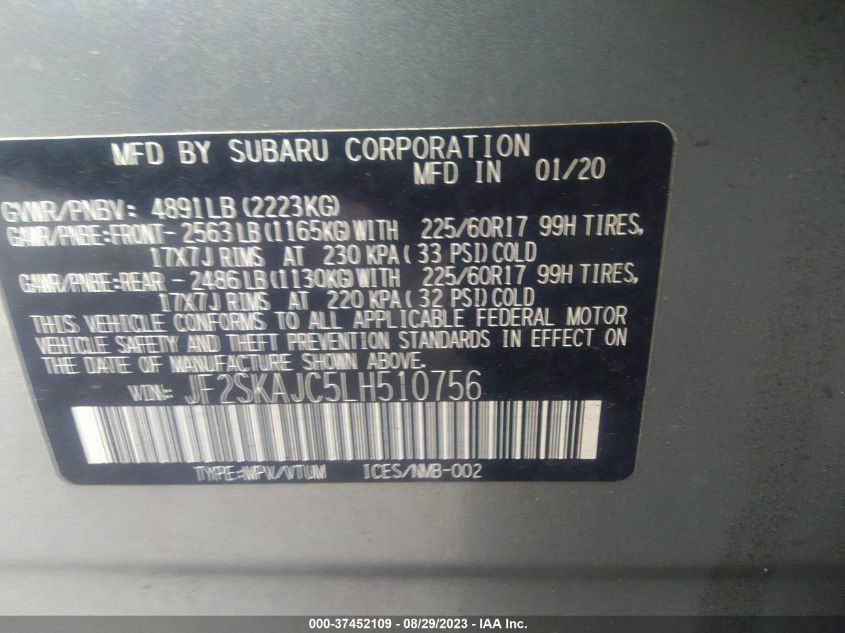 MFD BY SUBARU CORPORATION
MFD IN 01/20
GVWR/PNBV: 4891LB(2223KG)
GAWR/PNBE:FRONT-2563LB(1165KG)WITH 225/60R17 99H TIRES,
17X7J RIMS AT 230 KPA(33 PSI)COLD
GAWR/PNBE:REAR -2486LB(1130KG)WITH 225/60R17 99H TIRES,
17X7J RIMS AT 220 KPA(32 PSI)COLD
THIS VEHICLE CONFORMS TO ALL APPLICABLE FEDERAL MOTOR
VEHICLE SAFETY AND THEFT PREVENTION STANDARDS IN EFFECT ON
THE DATE OF MANUFACTURE SHOWN ABOVE.
VIN: JF2SKAJC5LH510756
TYPE:MPV/VTUM ICES/NMB-002
000-37452109 - 08/29/2023 - IAA Inc.